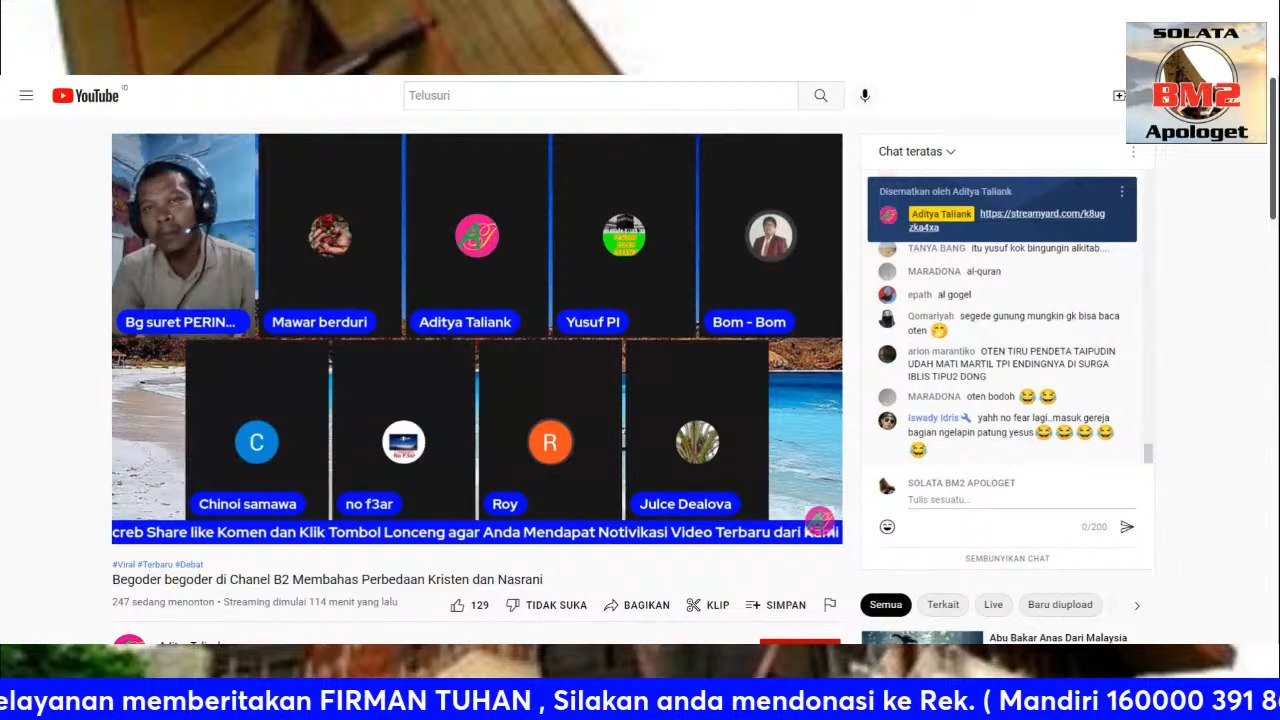 SOLATA
BM2
Apologet
YouTube ID
Telusuri
Bg suret PERIN...
Mawar berduri
Aditya Taliank
Yusuf PI
Bom - Bom
C
R
Chinoi samawa
no f3ar
Roy
Julce Dealova
creb Share like Komen dan Klik Tombol Lonceng agar Anda Mendapat Notivikasi Video Terbaru dari Kami
#Viral #Terbaru #Debat
Begoder begoder di Chanel B2 Membahas Perbedaan Kristen dan Nasrani
247 sedang menonton • Streaming dimulai 114 menit yang lalu
129
TIDAK SUKA
BAGIKAN
KLIP
SIMPAN
Chat teratas
Disematkan oleh Aditya Taliank
Aditya Taliank https://streamyard.com/k8ug
zka4xa
TANYA BANG itu yusuf kok bingungin alkitab....
MARADONA al-quran
epath al gogel
Qomariyah segede gunung mungkin gk bisa baca
oten 🤭
arion marantiko OTEN TIRU PENDETA TAIPUDIN
UDAH MATI MARTIL TPI ENDINGNYA DI SURGA
IBLIS TIPU2 DONG
MARADONA oten bodoh 😂 😂
Iswady Idris yahh no fear lagi..masuk gereja
bagian ngelapin patung yesus😂 😂 😂 😂
😂
SOLATA BM2 APOLOGET
Tulis sesuatu...
0/200
SEMBUNYIKAN CHAT
Semua
Terkait
Live
Baru diupload
Abu Bakar Anas Dari Malaysia
elayanan memberitakan FIRMAN TUHAN , Silakan anda mendonasi ke Rek. ( Mandiri 160000 391 8